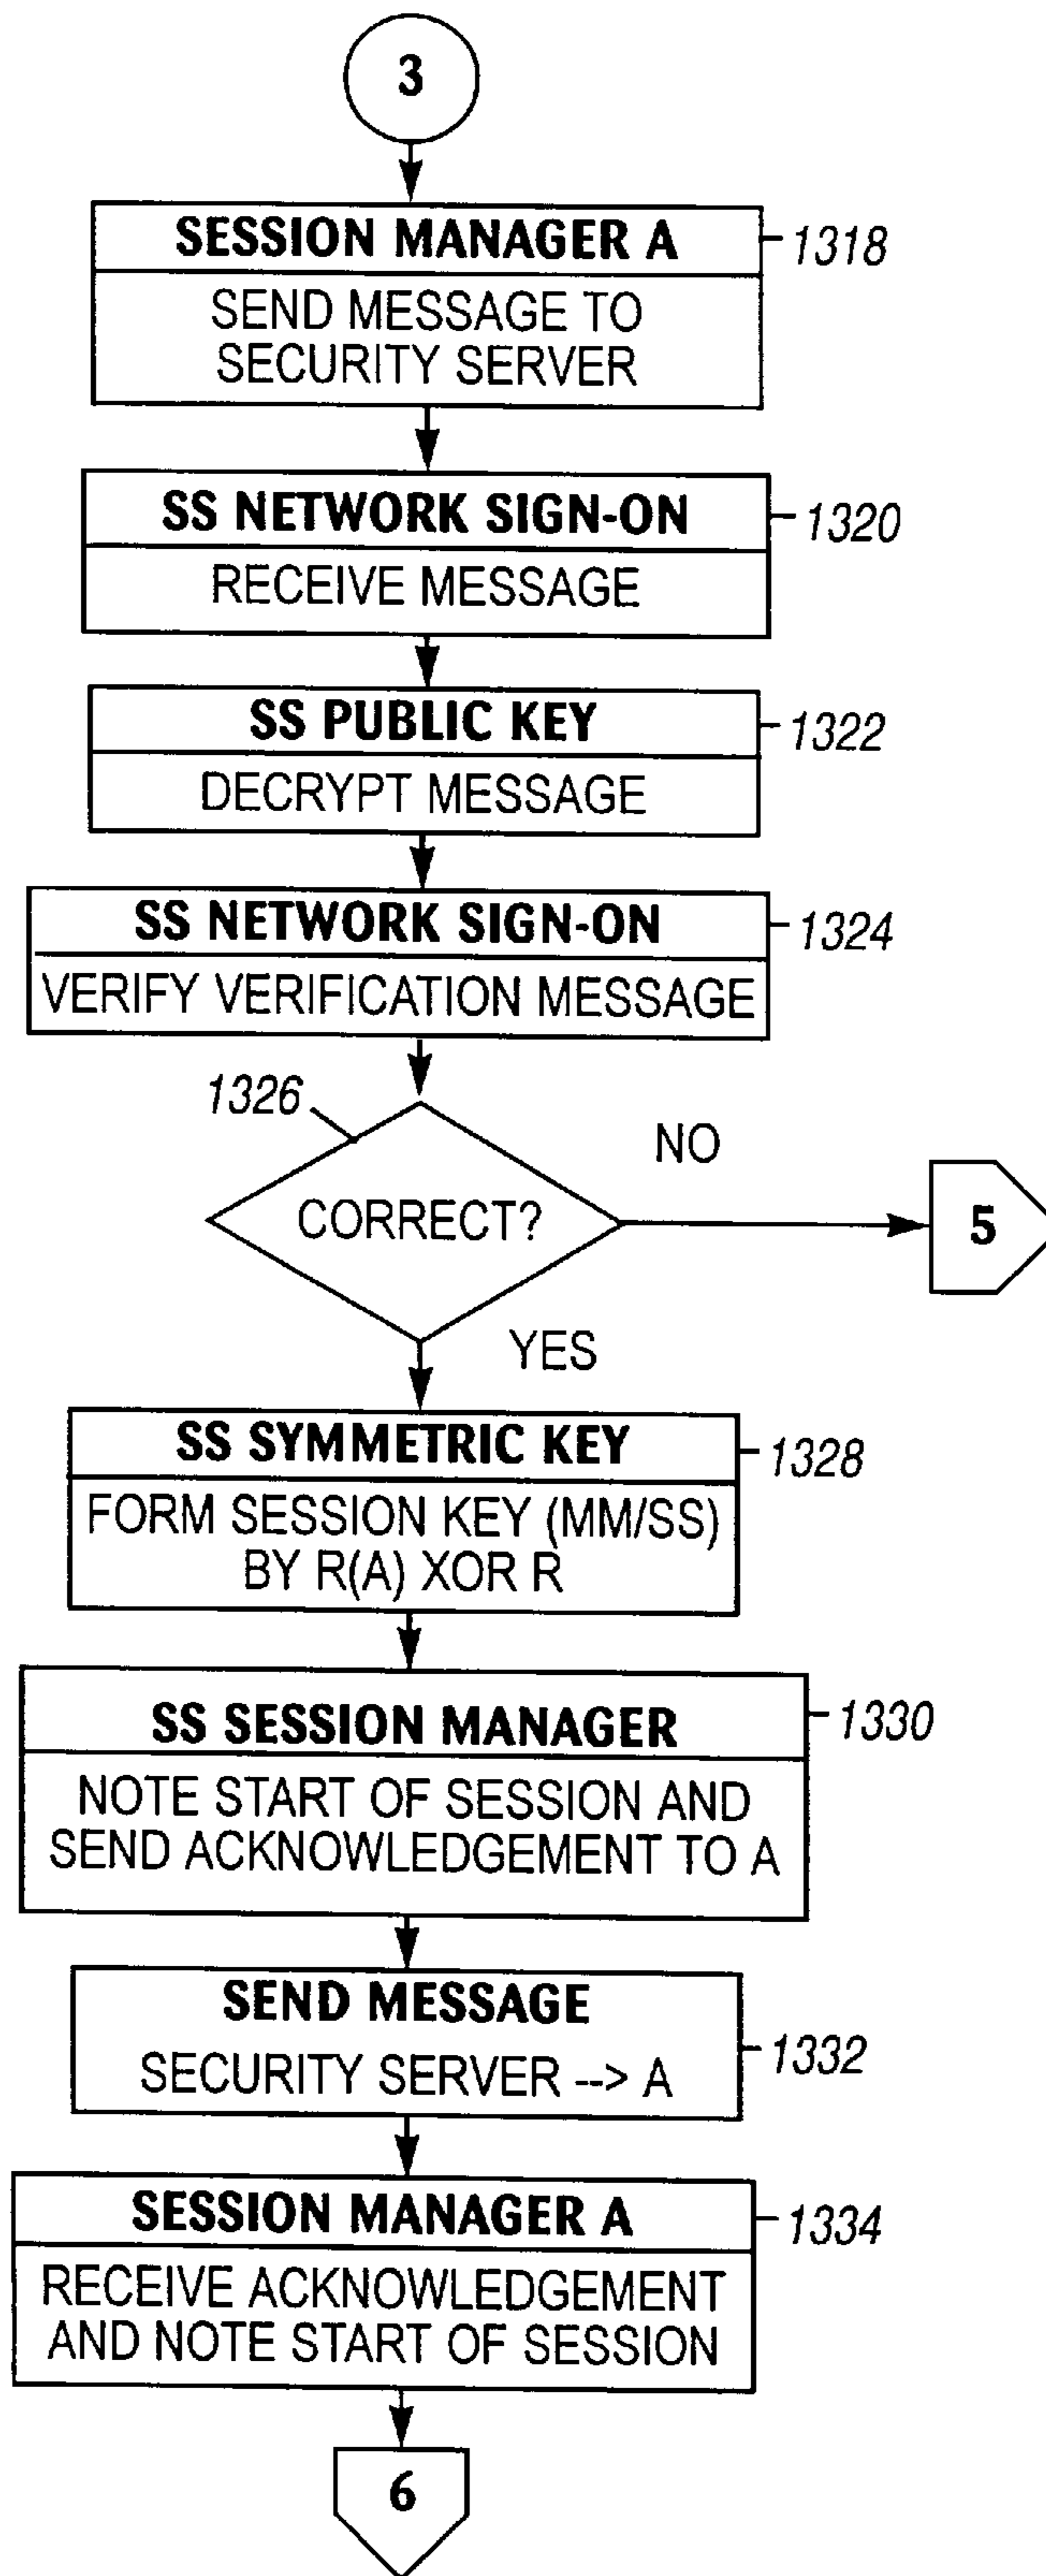 3
SESSION MANAGER A
1318
SEND MESSAGE TO
SECURITY SERVER
SS NETWORK SIGN-ON
1320
RECEIVE MESSAGE
SS PUBLIC KEY
1322
DECRYPT MESSAGE
SS NETWORK SIGN-ON
1324
VERIFY VERIFICATION MESSAGE
1326
NO
CORRECT?
5
YES
SS SYMMETRIC KEY
1328
FORM SESSION KEY (MM/SS)
BY R(A) XOR R
SS SESSION MANAGER
1330
NOTE START OF SESSION AND
SEND ACKNOWLEDGEMENT TO A
SEND MESSAGE
1332
SECURITY SERVER --> A
SESSION MANAGER A
1334
RECEIVE ACKNOWLEDGEMENT
AND NOTE START OF SESSION
6